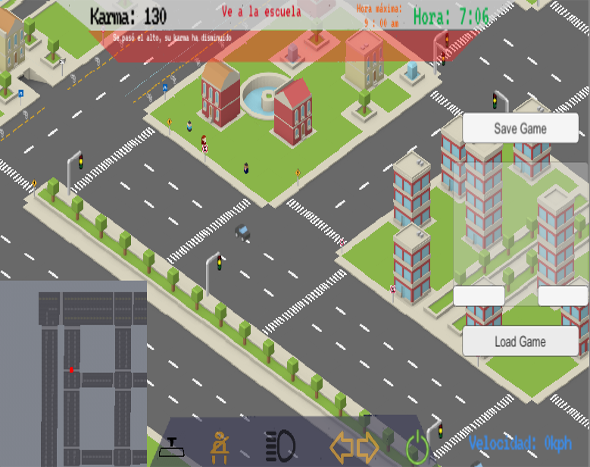 Karma: 130
Ve a la escuela
Hora máxima:
9 : 00 am
Hora: 7:06
Se pasó el alto, su karma ha disminuido
Save Game
Load Game
Velocidad: 0kph